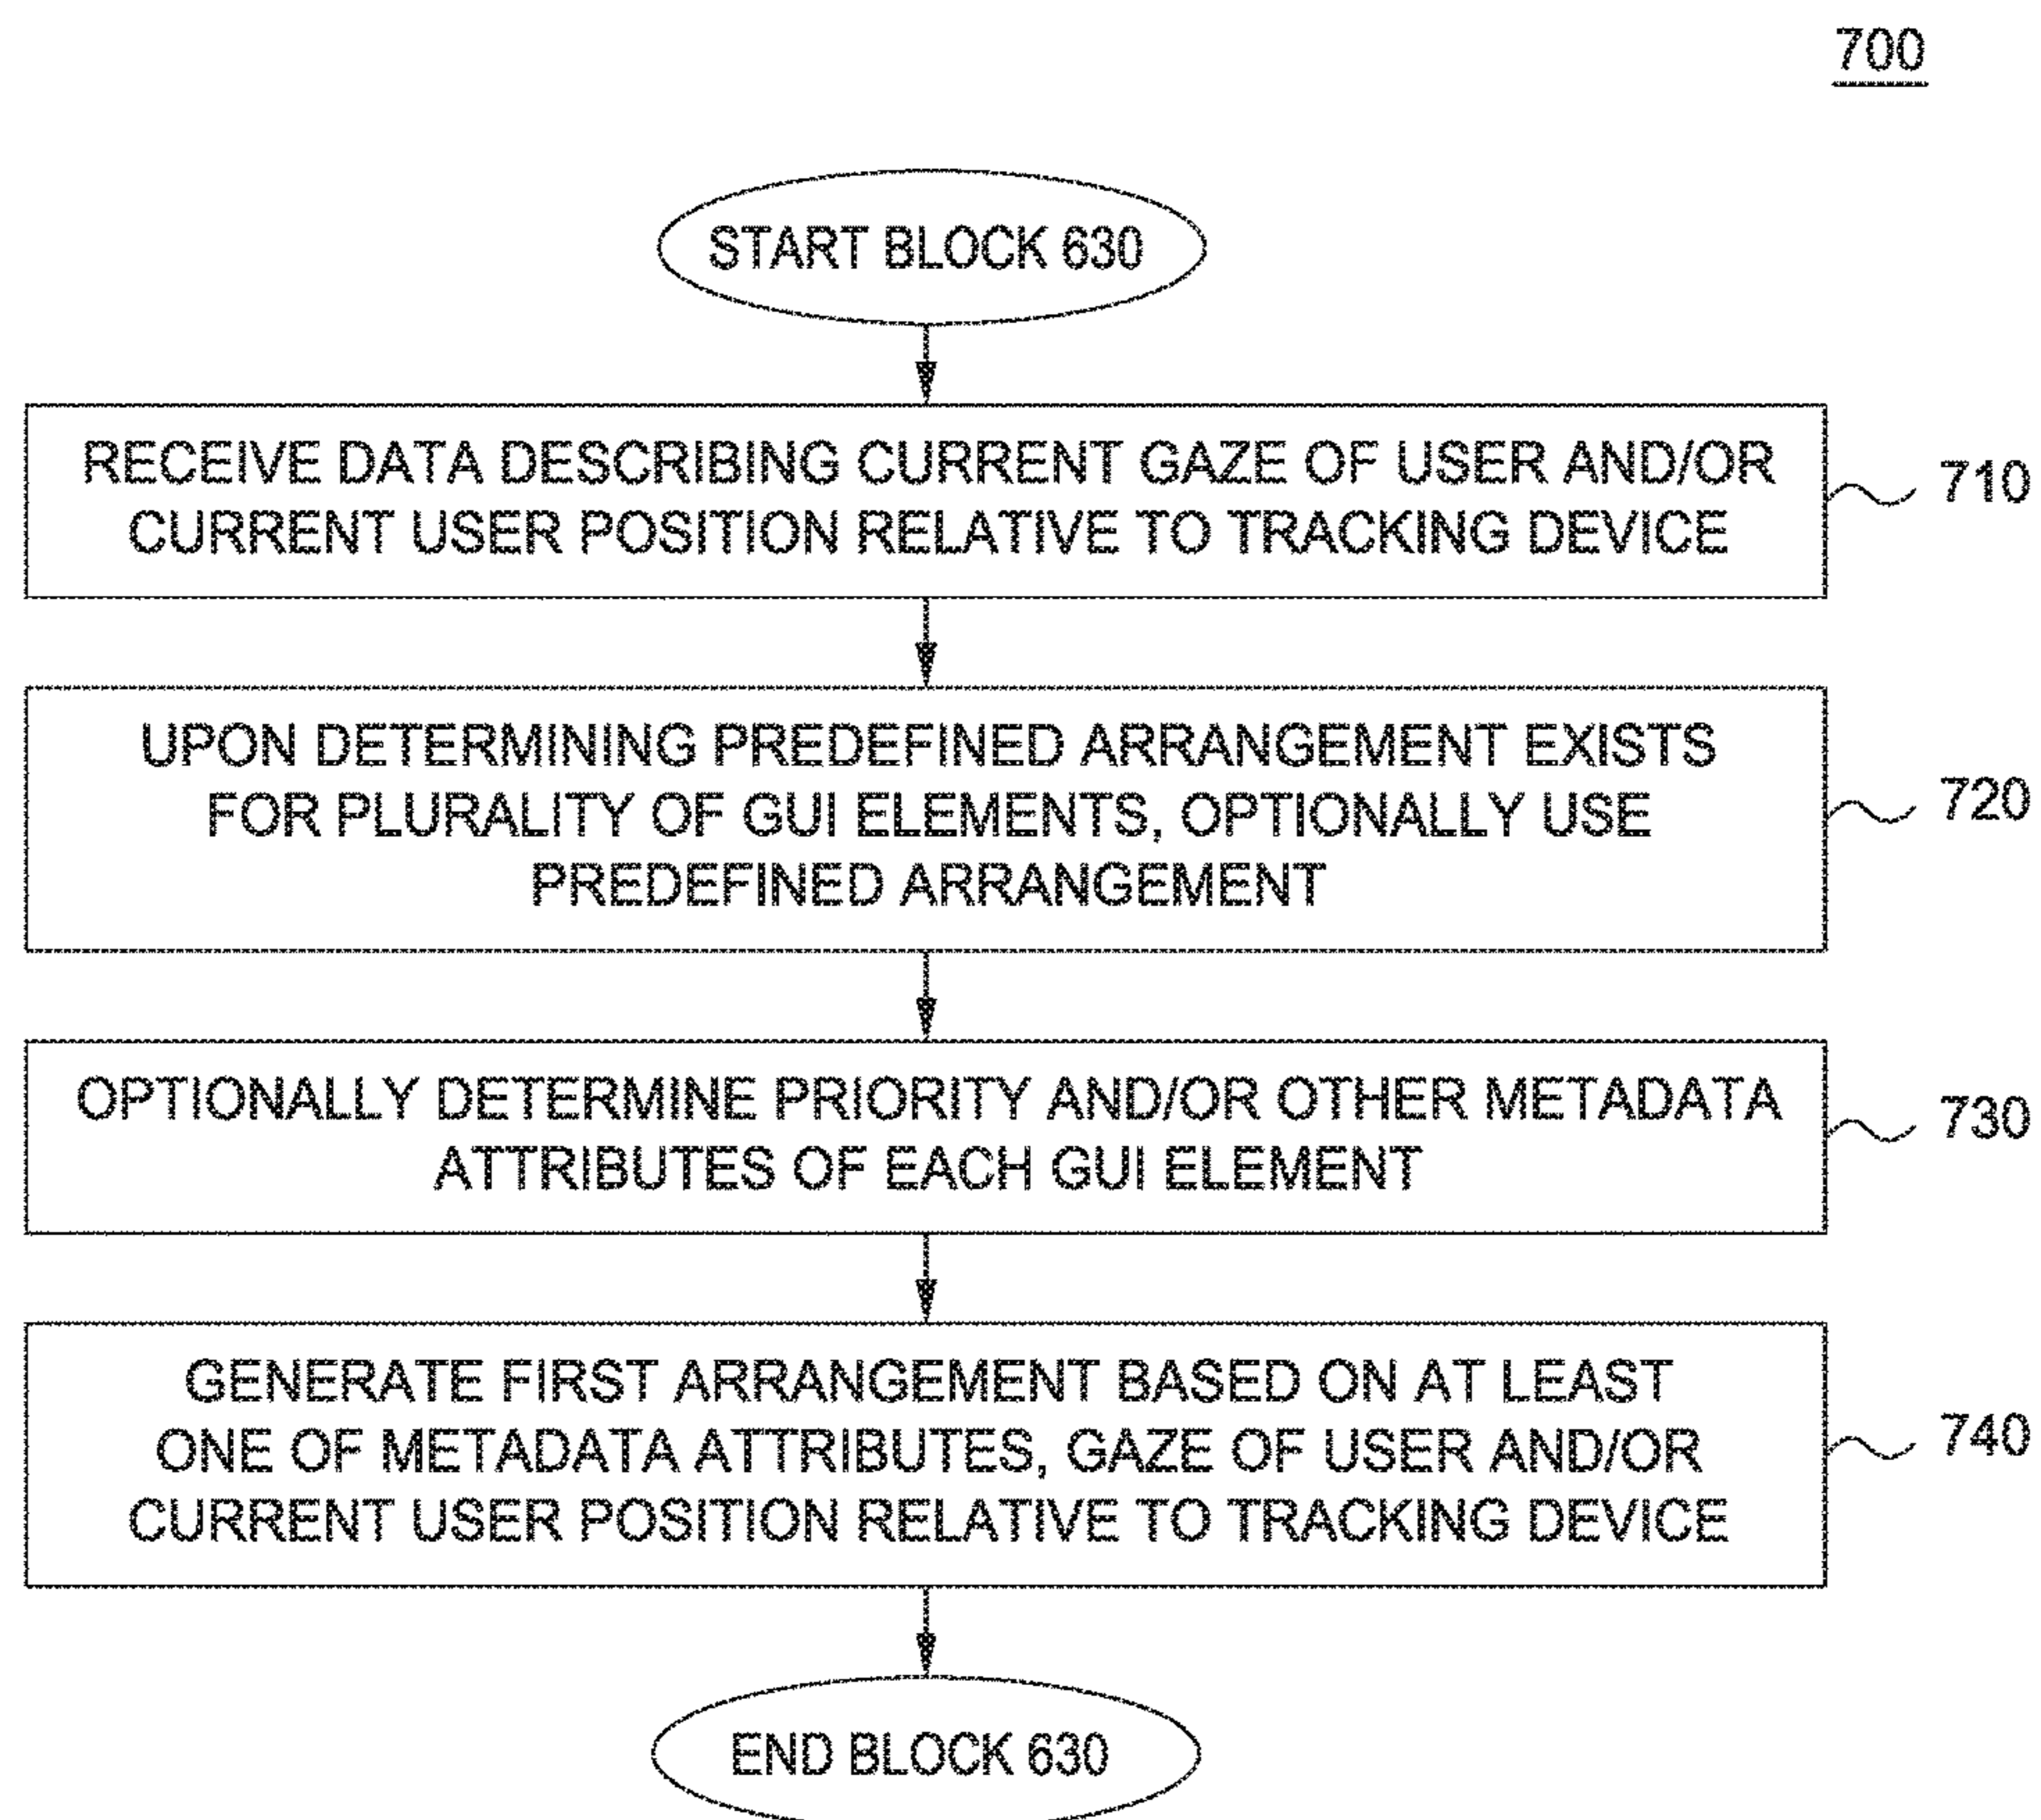 700
START BLOCK 630
RECEIVE DATA DESCRIBING CURRENT GAZE OF USER AND/OR
CURRENT USER POSITION RELATIVE TO TRACKING DEVICE
710
UPON DETERMINING PREDEFINED ARRANGEMENT EXISTS
FOR PLURALITY OF GUI ELEMENTS, OPTIONALLY USE
PREDEFINED ARRANGEMENT
720
OPTIONALLY DETERMINE PRIORITY AND/OR OTHER METADATA
ATTRIBUTES OF EACH GUI ELEMENT
730
GENERATE FIRST ARRANGEMENT BASED ON AT LEAST
ONE OF METADATA ATTRIBUTES, GAZE OF USER AND/OR
CURRENT USER POSITION RELATIVE TO TRACKING DEVICE
740
END BLOCK 630